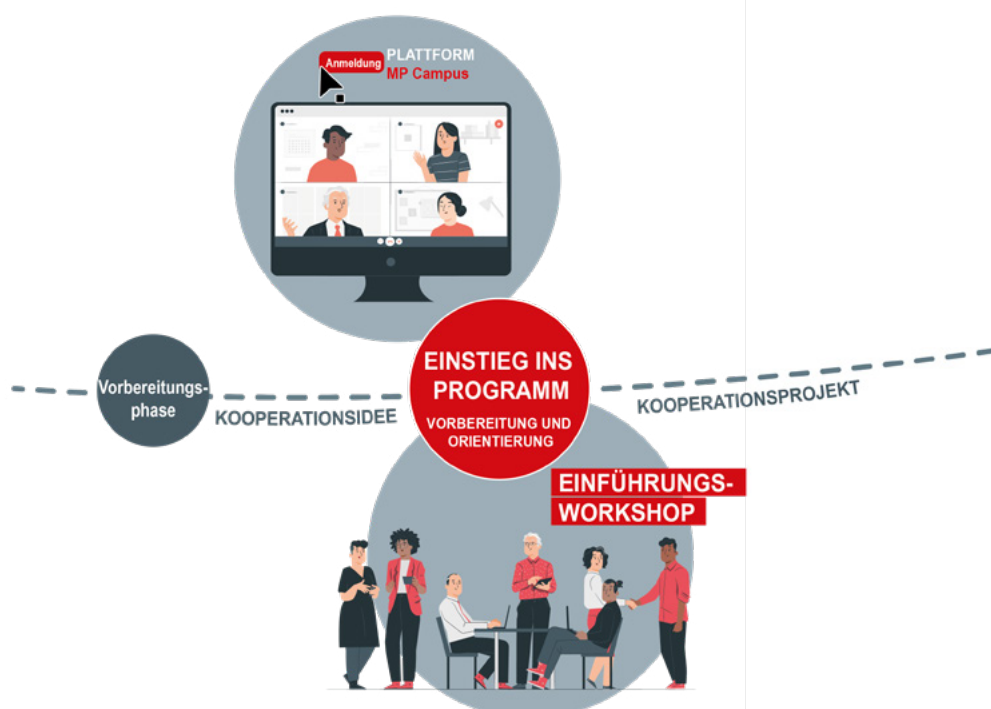 Anmeldung
PLATTFORM
MP Campus
Vorbereitungs-
phase
KOOPERATIONSIDEE
EINSTIEG INS
PROGRAMM
VORBEREITUNG UND
ORIENTIERUNG
KOOPERATIONSPROJEKT
EINFÜHRUNGS-
WORKSHOP